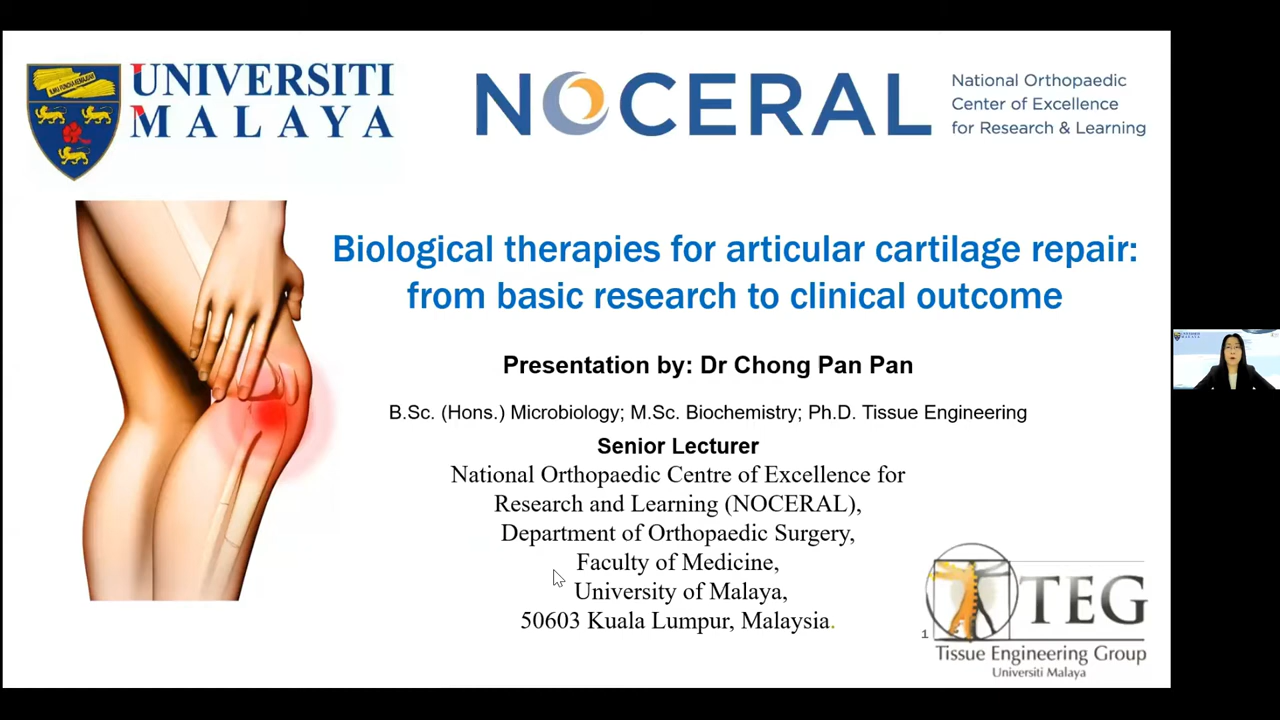 UNIVERSITI
MALAYA
NOCERAL
National Orthopaedic
Center of Excellence
for Research & Learning
Biological therapies for articular cartilage repair:
from basic research to clinical outcome
Presentation by: Dr Chong Pan Pan
B.Sc. (Hons.) Microbiology; M.Sc. Biochemistry; Ph.D. Tissue Engineering
Senior Lecturer
National Orthopaedic Centre of Excellence for
Research and Learning (NOCERAL),
Department of Orthopaedic Surgery,
Faculty of Medicine,
University of Malaya,
50603 Kuala Lumpur, Malaysia.
TEG
1
Tissue Engineering Group
Universiti Malaya